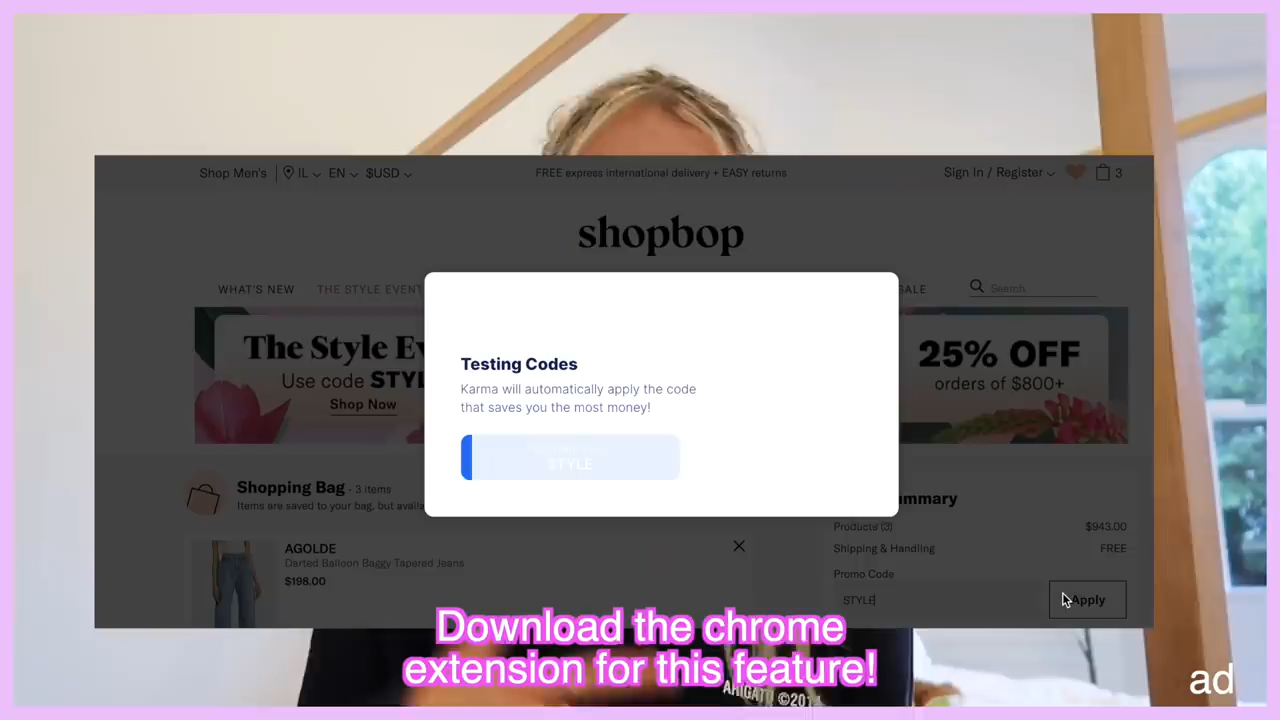 Shop Men's IL EN $USD FREE express international delivery + EASY returns Sign In / Register 3
shopbop
WHAT'S NEW THE STYLE EVENT SALE Search
The Style Ev
Use code STYL
Shop Now
25% OFF
orders of $800+
Testing Codes
Karma will automatically apply the code
that saves you the most money!
STYLE
Shopping Bag - 3 items
Items are saved to your bag, but availa
AGOLDE
Darted Balloon Baggy Tapered Jeans
$198.00
ummary
Products (3) $943.00
Shipping & Handling FREE
Promo Code
STYLE Apply
Download the chrome
extension for this feature!
ARIGATO ©201
ad